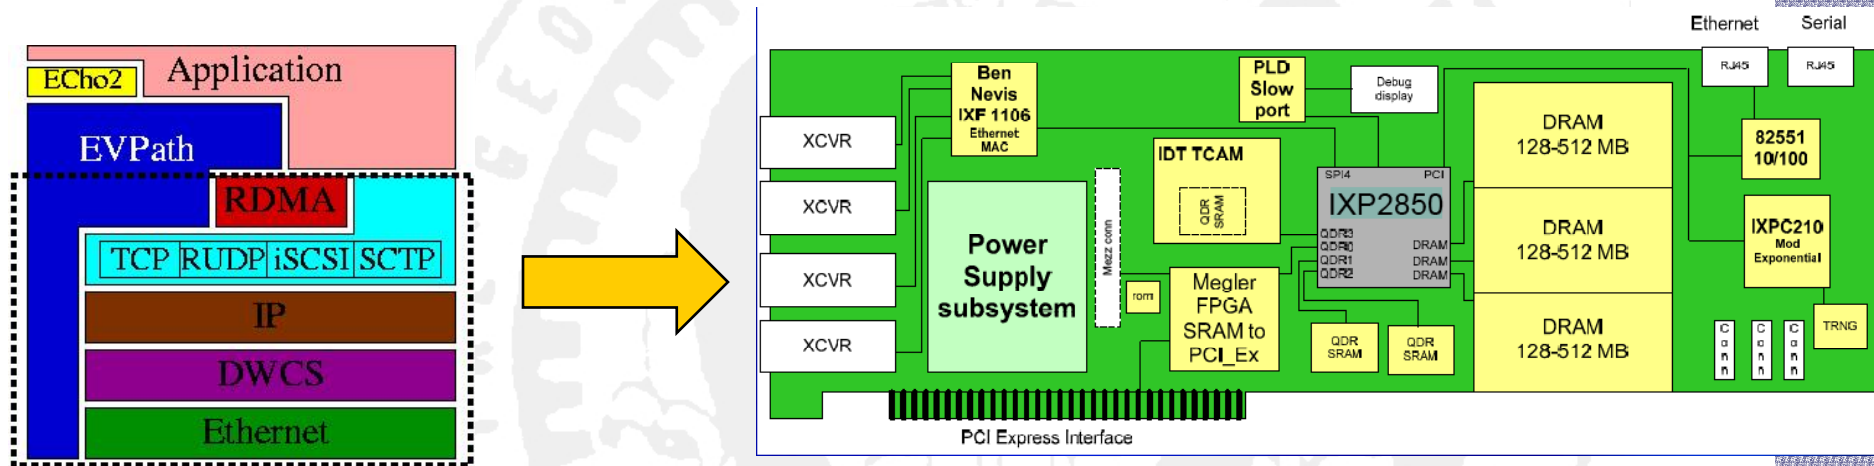 Application
ECho2
EVPath
RDMA
TCP RUDP iSCSI SCTP
IP
DWCS
Ethernet
Ethernet
Serial
RJ45
RJ45
XCVR
XCVR
XCVR
XCVR
Ben
Nevis
IXF 1106
Ethernet
MAC
Power
Supply
subsystem
Mezz conn
rom
IDT TCAM
QDR
SRAM
PLD
Slow
port
Debug
display
SPI4
PCI
IXP2850
QDR3
QDR0
QDR1
QDR2
DRAM
DRAM
DRAM
Megler
FPGA
SRAM to
PCI_Ex
QDR
SRAM
QDR
SRAM
DRAM
128-512 MB
DRAM
128-512 MB
DRAM
128-512 MB
82551
10/100
IXPC210
Mod
Exponential
TRNG
Conn
Conn
Conn
PCI Express Interface